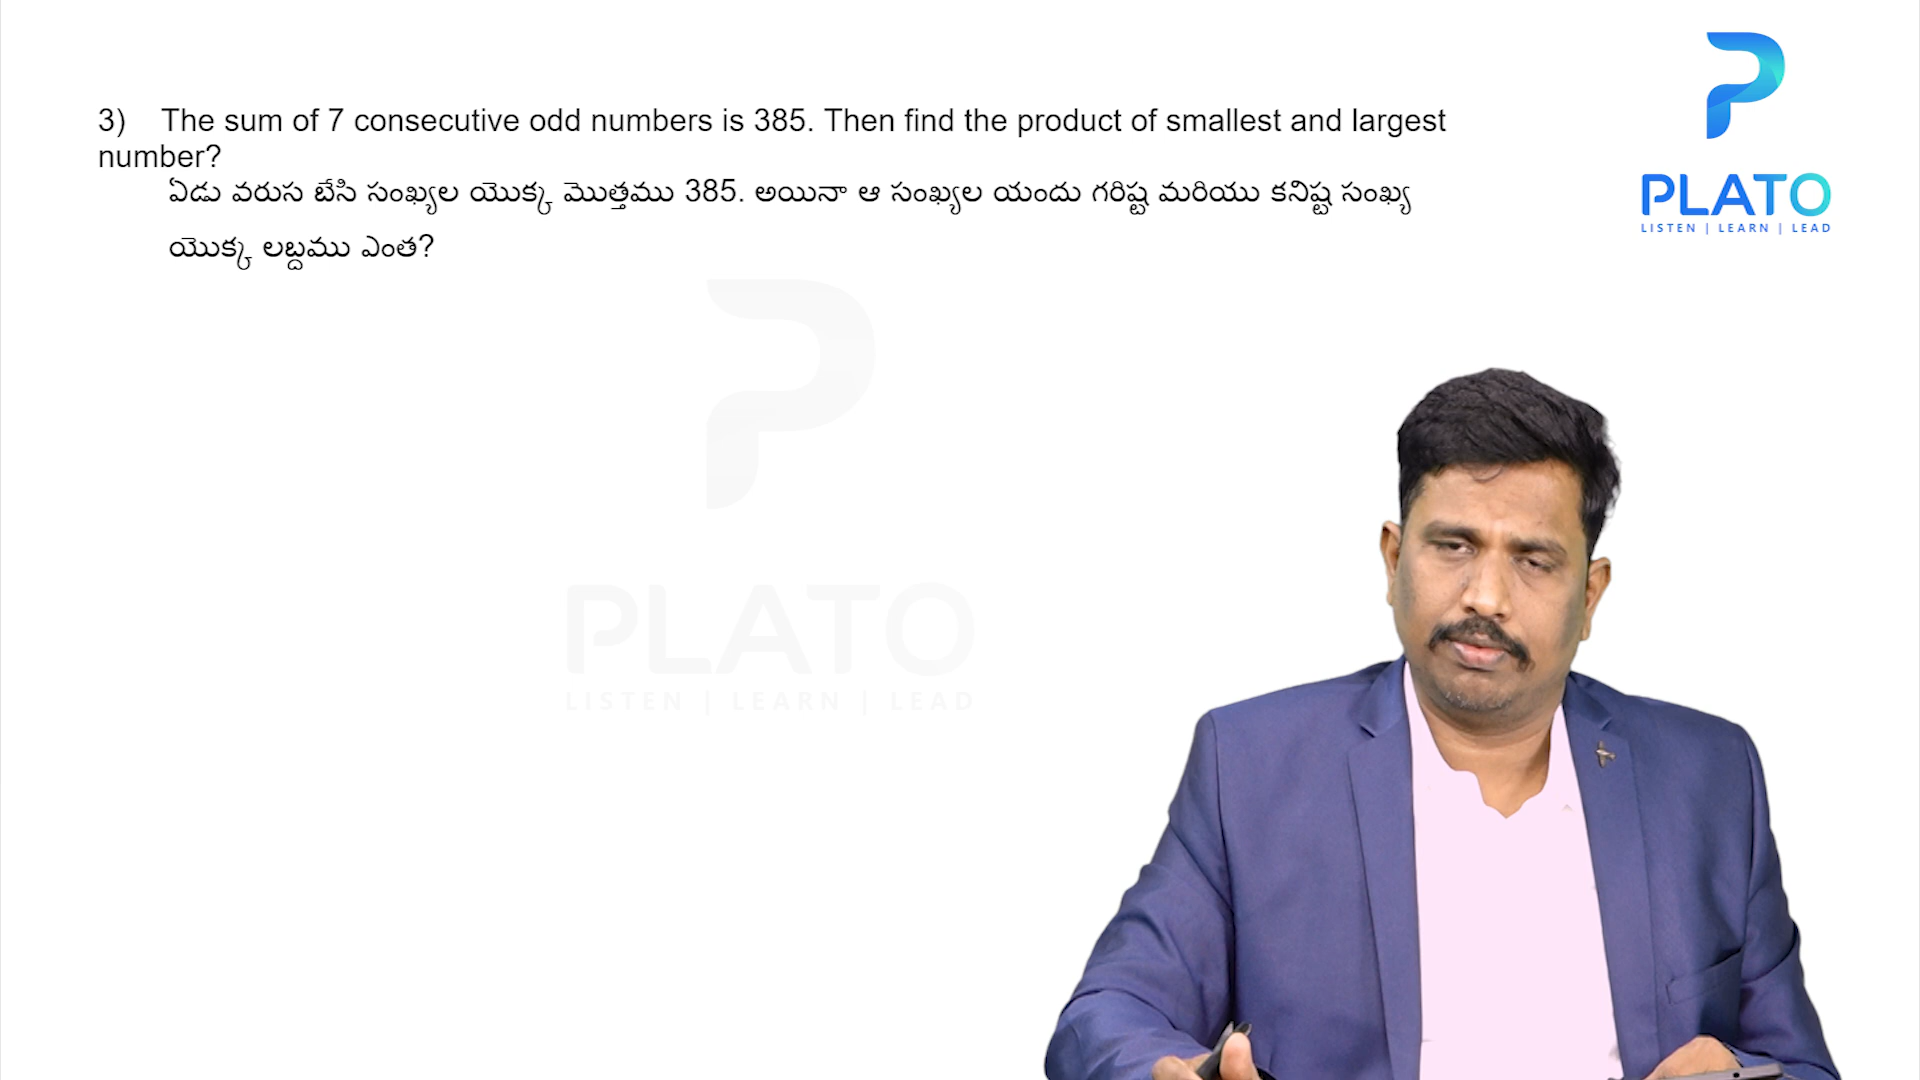 3) The sum of 7 consecutive odd numbers is 385. Then find the product of smallest and largest
number?
ఏడు వరుస బేసి సంఖ్యల యొక్క మొత్తము 385. అయినా ఆ సంఖ్యల యందు గరిష్ట మరియు కనిష్ట సంఖ్య
యొక్క లబ్దము ఎంత?
PLATO
LISTEN | LEARN | LEAD
PLATO
LISTEN | LEARN | LEAD